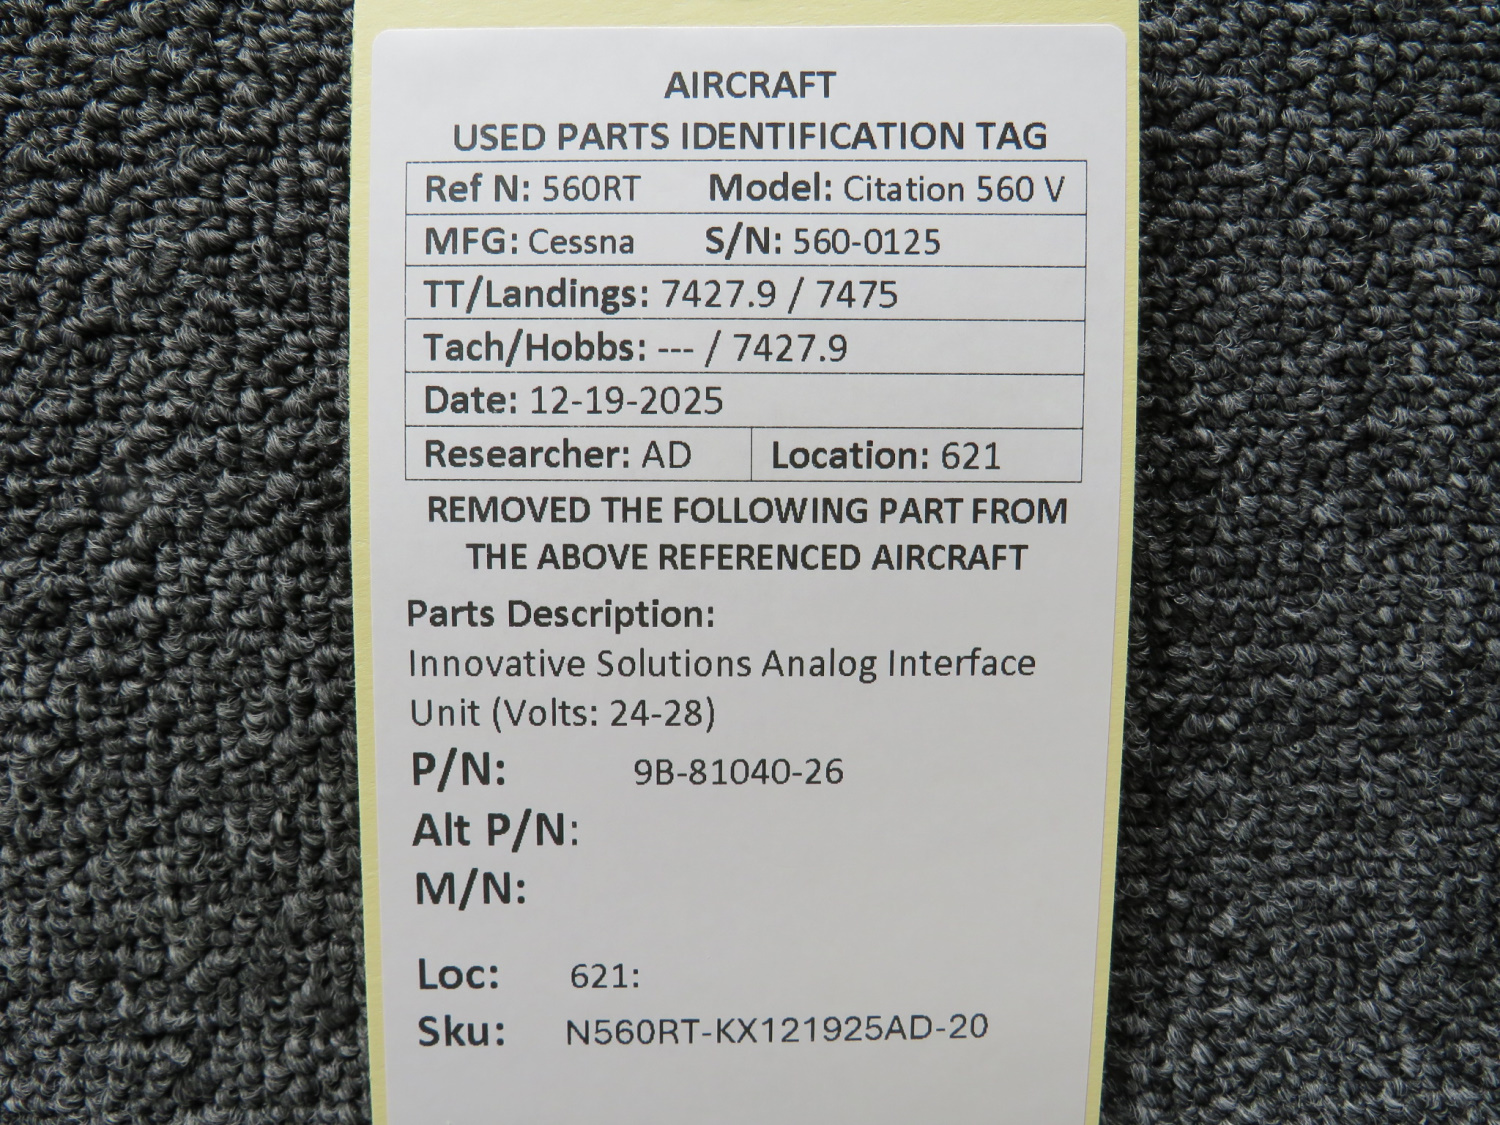 AIRCRAFT
USED PARTS IDENTIFICATION TAG
Ref N: 560RT Model: Citation 560 V
MFG: Cessna S/N: 560-0125
TT/Landings: 7427.9 / 7475
Tach/Hobbs: --- / 7427.9
Date: 12-19-2025
Researcher: AD Location: 621
REMOVED THE FOLLOWING PART FROM
THE ABOVE REFERENCED AIRCRAFT
Parts Description:
Innovative Solutions Analog Interface
Unit (Volts: 24-28)
P/N: 9B-81040-26
Alt P/N:
M/N:
Loc: 621:
Sku: N560RT-KX121925AD-20